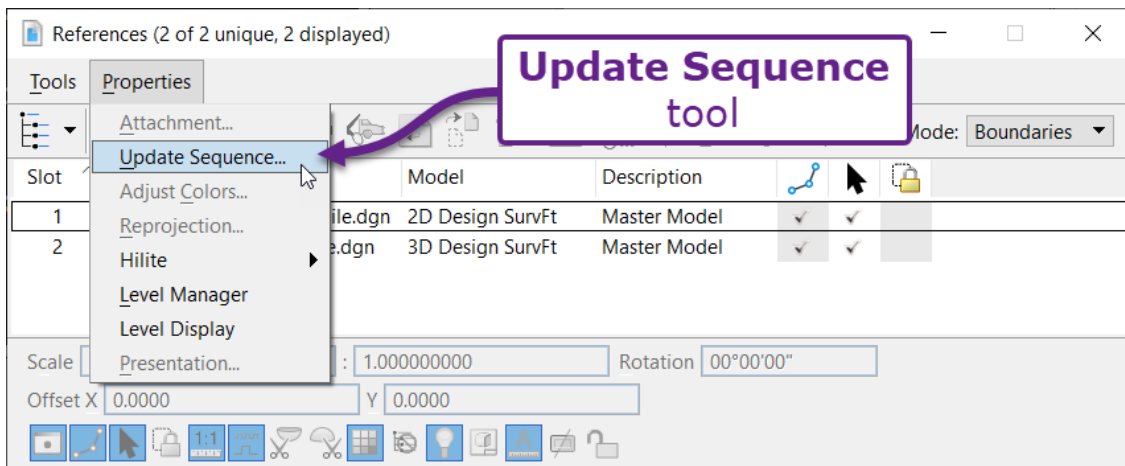 References (2 of 2 unique, 2 displayed)
Update Sequence
tool
Tools Properties
Attachment...
Mode: Boundaries
Update Sequence...
Slot Model Description
Adjust Colors...
1 ile.dgn 2D Design SurvFt Master Model
Reprojection...
2 e.dgn 3D Design SurvFt Master Model
Hilite
Level Manager
Level Display
Scale : 1.000000000 Rotation 00°00'00"
Presentation...
Offset X 0.0000 Y 0.0000
1:1
A